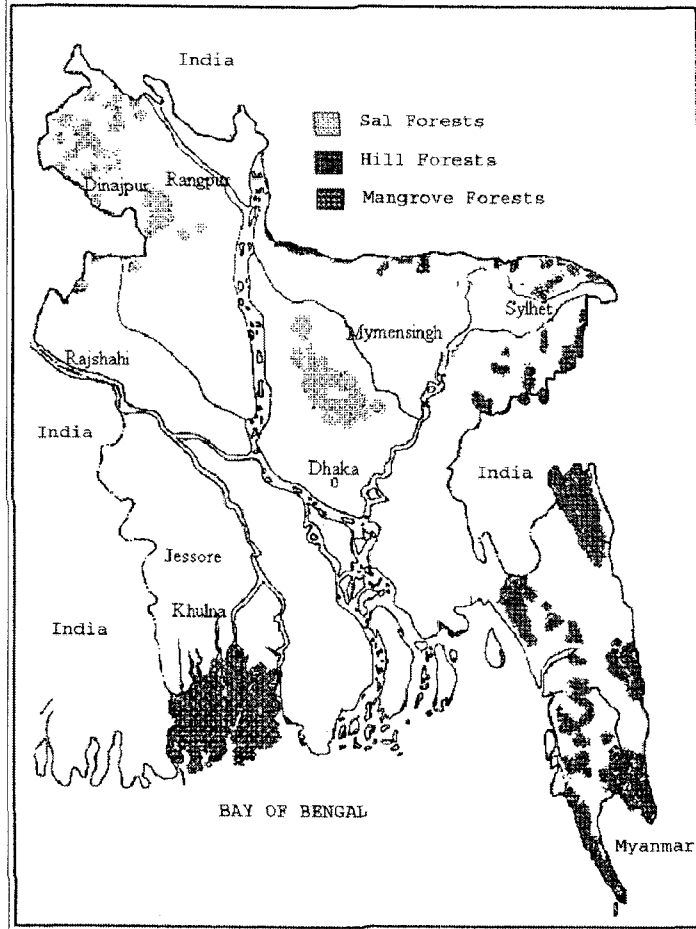 India
Sal Forests
Hill Forests
Mangrove Forests
Dinajpur
Rangpur
Sylhet
Mymensingh
Rajshahi
India
Dhaka
India
Jessore
Khulna
India
BAY OF BENGAL
Myanmar